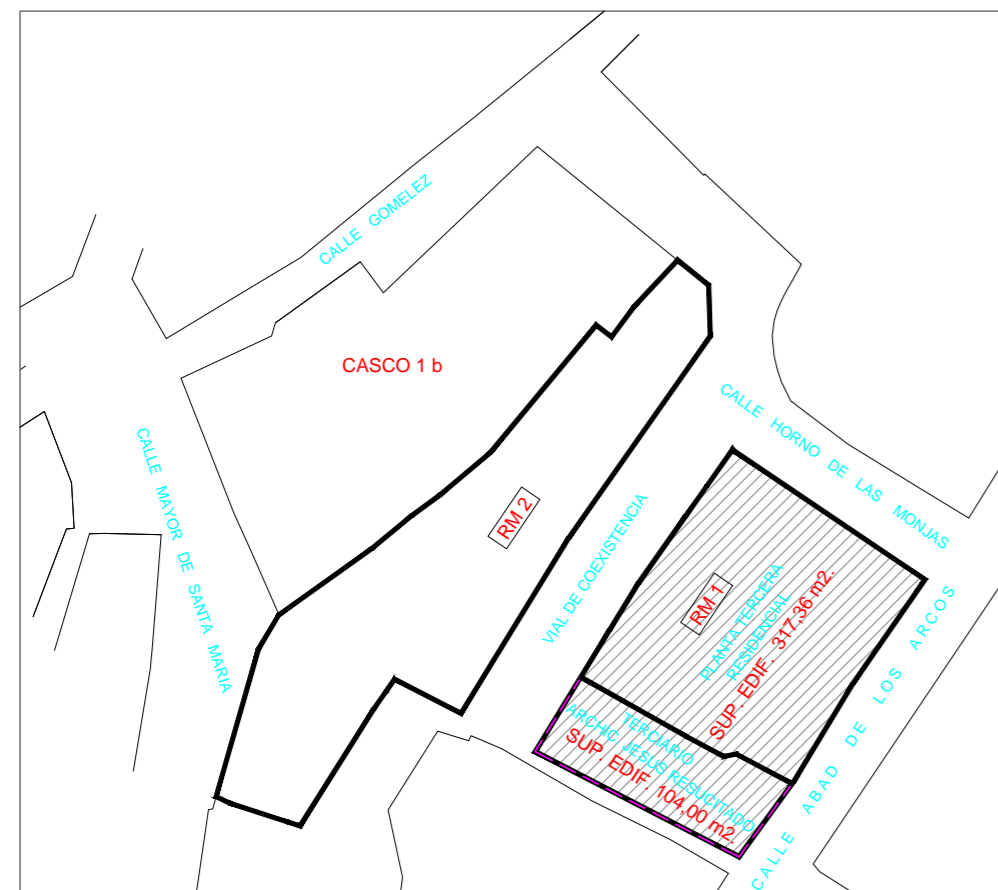 CALLE GOMELEZ
CASCO 1 b
CALLE MAYOR DE SANTA MARIA
RM 2
VIAL DE COEXISTENCIA
CALLE HORNO DE LAS MONJAS
RM 1
PLANTA TERCERA
RESIDENCIAL
SUP. EDIF. 317,36 m2.
TERCIARIO
ARCHIC. JESUS RESUCITADO
SUP. EDIF. 104,00 m2.
CALLE ABAD DE LOS ARCOS